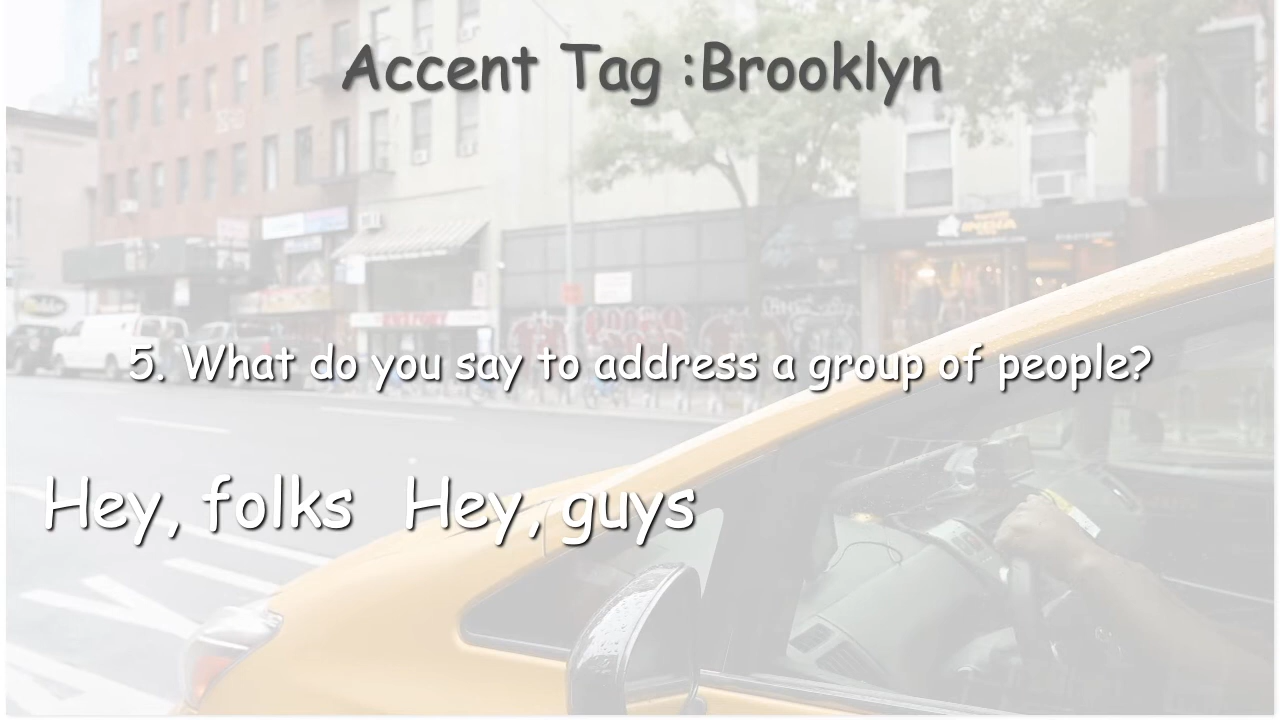 Accent Tag :Brooklyn
5. What do you say to address a group of people?
Hey, folks Hey, guys